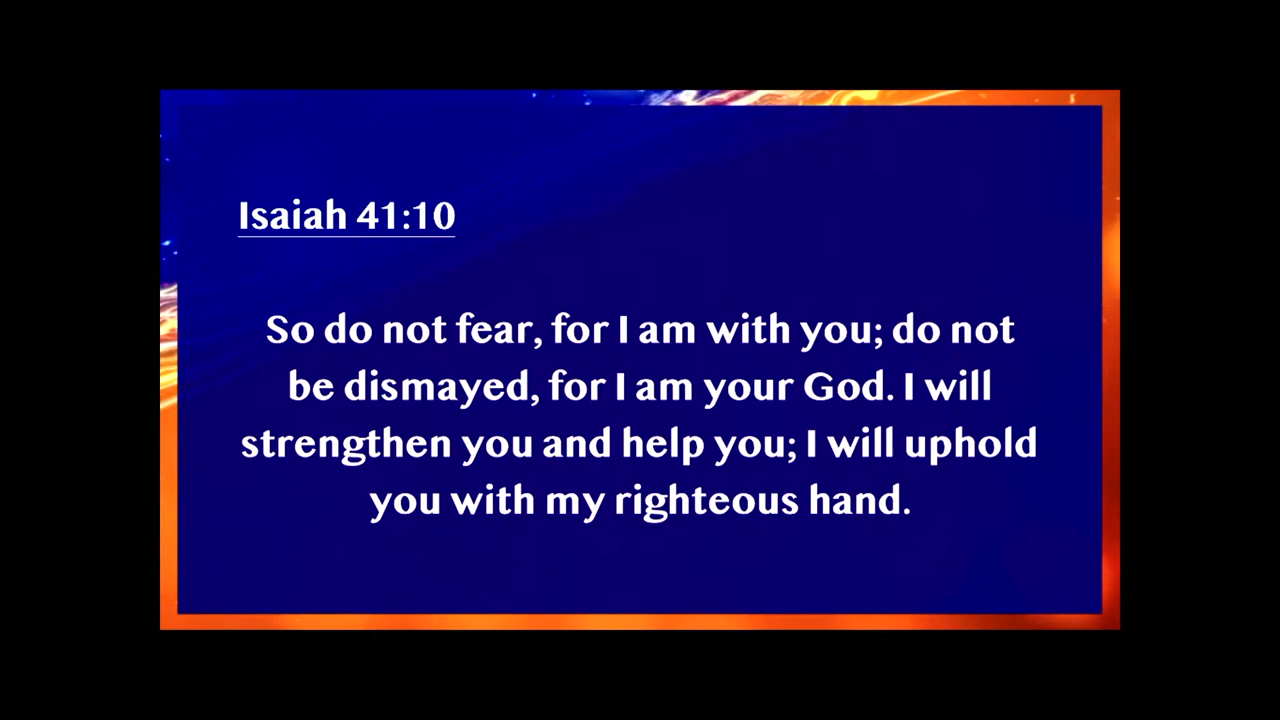 Isaiah 41:10
So do not fear, for I am with you; do not
be dismayed, for I am your God. I will
strengthen you and help you; I will uphold
you with my righteous hand.